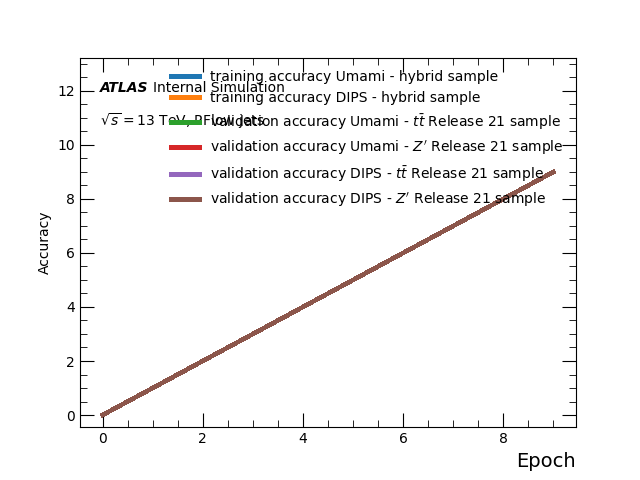 training accuracy Umami - hybrid sample
ATLAS Internal Simulation
training accuracy DIPS - hybrid sample
√s = 13 TeV, PFlow Jets
validation accuracy Umami - tt̄ Release 21 sample
validation accuracy Umami - Z′ Release 21 sample
validation accuracy DIPS - tt̄ Release 21 sample
validation accuracy DIPS - Z′ Release 21 sample
Accuracy
12
10
8
6
4
2
0
0 2 4 6 8
Epoch